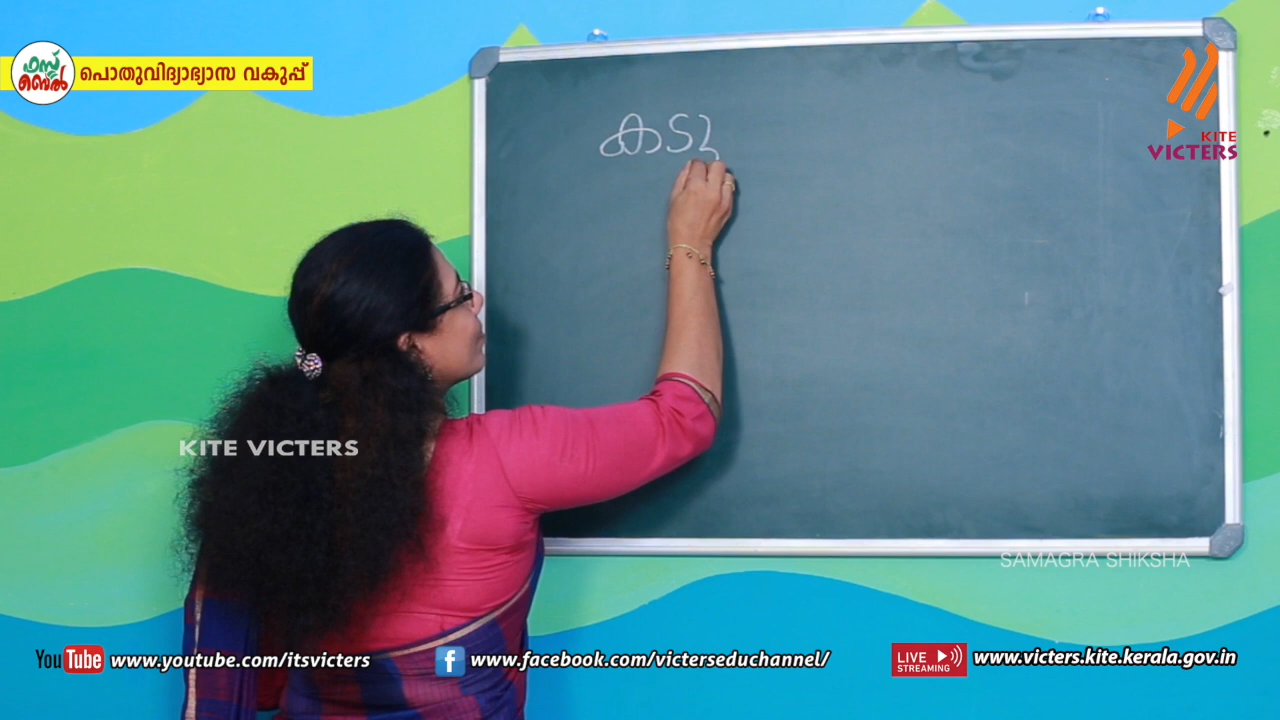 ഫസ്റ്റ്
ബെൽ
പൊതുവിദ്യാഭ്യാസ വകുപ്പ്
KITE
VICTERS
കടു
KITE VICTERS
SAMAGRA SHIKSHA
YouTube www.youtube.com/itsvicters
f www.facebook.com/victerseduchannel/
LIVE
STREAMING
www.victers.kite.kerala.gov.in